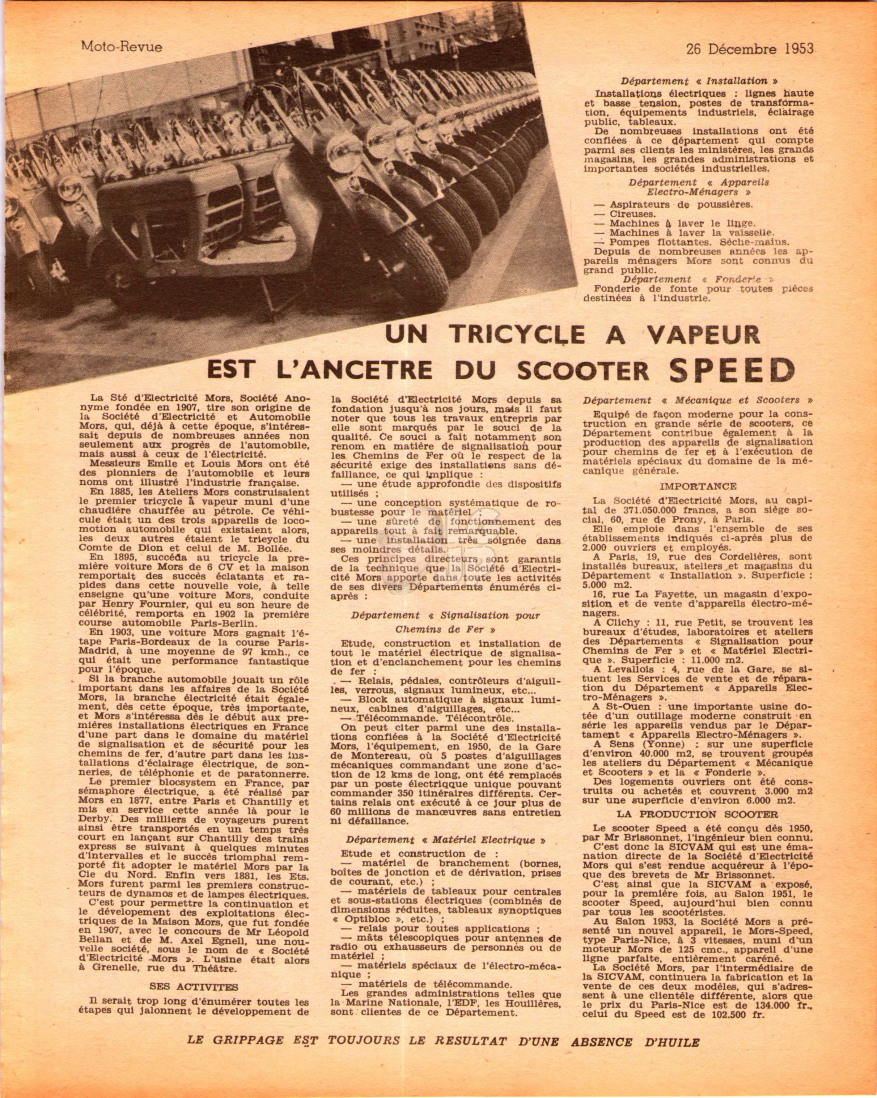 Moto-Revue
26 Décembre 1953
Département « Installation »
Installations électriques : lignes haute
et basse tension, postes de transforma-
tion, équipements industriels, éclairage
public, tableaux.
De nombreuses installations ont été
confiées à ce département qui compte
parmi ses clients les ministères, les grands
magasins, les grandes administrations et
importantes sociétés industrielles.
Département « Appareils
Electro-Ménagers »
— Aspirateurs de poussières.
— Cireuses.
— Machines à laver le linge.
— Machines à laver la vaisselle.
— Pompes flottantes. Sèche-mains.
Depuis de nombreuses années les ap-
pareils ménagers Mors sont connus du
grand public.
Département « Fonderie »
Fonderie de fonte pour toutes pièces
destinées à l'industrie.
UN TRICYCLE A VAPEUR
EST L'ANCETRE DU SCOOTER SPEED
La Sté d'Electricité Mors, Société Ano-
nyme fondée en 1907, tire son origine de
la Société d'Electricité et Automobile
Mors, qui, déjà à cette époque, s'intéres-
sait depuis de nombreuses années non
seulement aux progrès de l'automobile,
mais aussi à ceux de l'électricité.
Messieurs Emile et Louis Mors ont été
des pionniers de l'automobile et leurs
noms ont illustré l'industrie française.
En 1885, les Ateliers Mors construisaient
le premier tricycle à vapeur muni d'une
chaudière chauffée au pétrole. Ce véhi-
cule était un des trois appareils de loco-
motion automobile qui existaient alors,
les deux autres étaient le tricycle du
Comte de Dion et celui de M. Bollée.
En 1895, succéda au tricycle la pre-
mière voiture Mors de 6 CV et la maison
remportait des succès éclatants et ra-
pides dans cette nouvelle voie, à telle
enseigne qu'une voiture Mors, conduite
par Henry Fournier, qui eu son heure de
célébrité, remporta en 1902 la première
course automobile Paris-Berlin.
En 1903, une voiture Mors gagnait l'é-
tape Paris-Bordeaux de la course Paris-
Madrid, à une moyenne de 97 kmh., ce
qui était une performance fantastique
pour l'époque.
Si la branche automobile jouait un rôle
important dans les affaires de la Société
Mors, la branche électricité était égale-
ment, dès cette époque, très importante,
et Mors s'intéressa dès le début aux pre-
mières installations électriques en France
d'une part dans le domaine du matériel
de signalisation et de sécurité pour les
chemins de fer, d'autre part dans les ins-
tallations d'éclairage électrique, de son-
neries, de téléphonie et de paratonnerre.
Le premier blocsystem en France, par
sémaphore électrique, a été réalisé par
Mors en 1877, entre Paris et Chantilly et
mis en service cette année là pour le
Derby. Des milliers de voyageurs purent
ainsi être transportés en un temps très
court en lançant sur Chantilly des trains
express se suivant à quelques minutes
d'intervalles et le succès triomphal rem-
porté fit adopter le matériel Mors par la
Cie du Nord. Enfin vers 1881, les Ets.
Mors furent parmi les premiers construc-
teurs de dynamos et de lampes électriques.
C'est pour permettre la continuation et
le dévelopement des exploitations élec-
triques de la Maison Mors, que fut fondée
en 1907, avec le concours de Mr Léopold
Bellan et de M. Axel Egnell, une nou-
velle société, sous le nom de « Société
d'Electricité Mors ». L'usine était alors
à Grenelle, rue du Théâtre.
SES ACTIVITES
Il serait trop long d'énumérer toutes les
étapes qui jalonnent le développement de
la Société d'Electricité Mors depuis sa
fondation jusqu'à nos jours, mais il faut
noter que tous les travaux entrepris par
elle sont marqués par le souci de la
qualité. Ce souci a fait notamment son
renom en matière de signalisation pour
les Chemins de Fer où le respect de la
sécurité exige des installations sans dé-
faillance, ce qui implique :
— une étude approfondie des dispositifs
utilisés ;
— une conception systématique de ro-
bustesse pour le matériel
— une sûreté de fonctionnement des
appareils tout à fait remarquable.
— une installation très soignée dans
ses moindres détails.
Ces principes directeurs sont garantis
de la technique que la Société d'Electri-
cité Mors apporte dans toute les activités
de ses divers Départements énumérés ci-
après :
Département « Signalisation pour
Chemins de Fer »
Etude, construction et installation de
tout le matériel électrique de signalisa-
tion et d'enclanchement pour les chemins
de fer :
— Relais, pédales, contrôleurs d'aiguil-
les, verrous, signaux lumineux, etc...
— Block automatique à signaux lumi-
neux, cabines d'aiguillages, etc...
— Télécommande. Télécontrôle.
On peut citer parmi une des installa-
tions confiées à la Société d'Electricité
Mors, l'équipement, en 1950, de la Gare
de Montereau, où 5 postes d'aiguillages
mécaniques commandant une zone d'ac-
tion de 12 kms de long, ont été remplacés
par un poste électrique unique pouvant
commander 350 itinéraires différents. Cer-
tains relais ont exécuté à ce jour plus de
60 millions de manœuvres sans entretien
ni défaillance.
Département « Matériel Electrique »
Etude et construction de :
— matériel de branchement (bornes,
boîtes de jonction et de dérivation, prises
de courant, etc.) ;
— matériels de tableaux pour centrales
et sous-stations électriques (combinés de
dimensions réduites, tableaux synoptiques
« Optibloc », etc.) ;
— relais pour toutes applications ;
— mâts télescopiques pour antennes de
radio ou exhausseurs de personnes ou de
matériel ;
— matériels spéciaux de l'électro-méca-
nique ;
— matériels de télécommande.
Les grandes administrations telles que
la Marine Nationale, l'EDF, les Houillères,
sont clientes de ce Département.
Département « Mécanique et Scooters »
Equipé de façon moderne pour la cons-
truction en grande série de scooters, ce
Département contribue également à la
production des appareils de signalisation
pour chemins de fer et à l'exécution de
matériels spéciaux du domaine de la mé-
canique générale.
IMPORTANCE
La Société d'Electricité Mors, au capi-
tal de 371.050.000 francs, a son siège so-
cial, 60, rue de Prony, à Paris.
Elle emploie dans l'ensemble de ses
établissements indiqués ci-après plus de
2.000 ouvriers et employés.
A Paris, 19, rue des Cordelières, sont
installés bureaux, ateliers et magasins du
Département « Installation ». Superficie :
5.000 m2.
16, rue La Fayette, un magasin d'expo-
sition et de vente d'appareils électro-mé-
nagers.
A Clichy : 11, rue Petit, se trouvent les
bureaux d'études, laboratoires et ateliers
des Départements « Signalisation pour
Chemins de Fer » et « Matériel Electri-
que ». Superficie : 11.000 m2.
A Levallois : 4, rue de la Gare, se si-
tuent les Services de vente et de répara-
tion du Département « Appareils Elec-
tro-Ménagers ».
A St-Ouen : une importante usine do-
tée d'un outillage moderne construit en
série les appareils vendus par le Dépar-
tament « Appareils Electro-Ménagers ».
A Sens (Yonne) : sur une superficie
d'environ 40.000 m2, se trouvent groupés
les ateliers du Département « Mécanique
et Scooters » et la « Fonderie ».
Des logements ouvriers ont été cons-
truits ou achetés et couvrent 3.000 m2
sur une superficie d'environ 6.000 m2.
LA PRODUCTION SCOOTER
Le scooter Speed a été conçu dès 1950,
par Mr Brissonnet, l'ingénieur bien connu.
C'est donc la SICVAM qui est une éma-
nation directe de la Société d'Electricité
Mors qui s'est rendue acquéreur à l'épo-
que des brevets de Mr Brissonnet.
C'est ainsi que la SICVAM a exposé,
pour la première fois, au Salon 1951, le
scooter Speed, aujourd'hui bien connu
par tous les scootéristes.
Au Salon 1953, la Société Mors a pré-
senté un nouvel appareil, le Mors-Speed,
type Paris-Nice, à 3 vitesses, muni d'un
moteur Mors de 125 cmc., appareil d'une
ligne parfaite, entièrement caréné.
La Société Mors, par l'intermédiaire de
la SICVAM, continuera la fabrication et la
vente de ces deux modèles, qui s'adres-
sent à une clientèle différente, alors que
le prix du Paris-Nice est de 134.000 fr.,
celui du Speed est de 102.500 fr.
LE GRIPPAGE EST TOUJOURS LE RESULTAT D'UNE ABSENCE D'HUILE